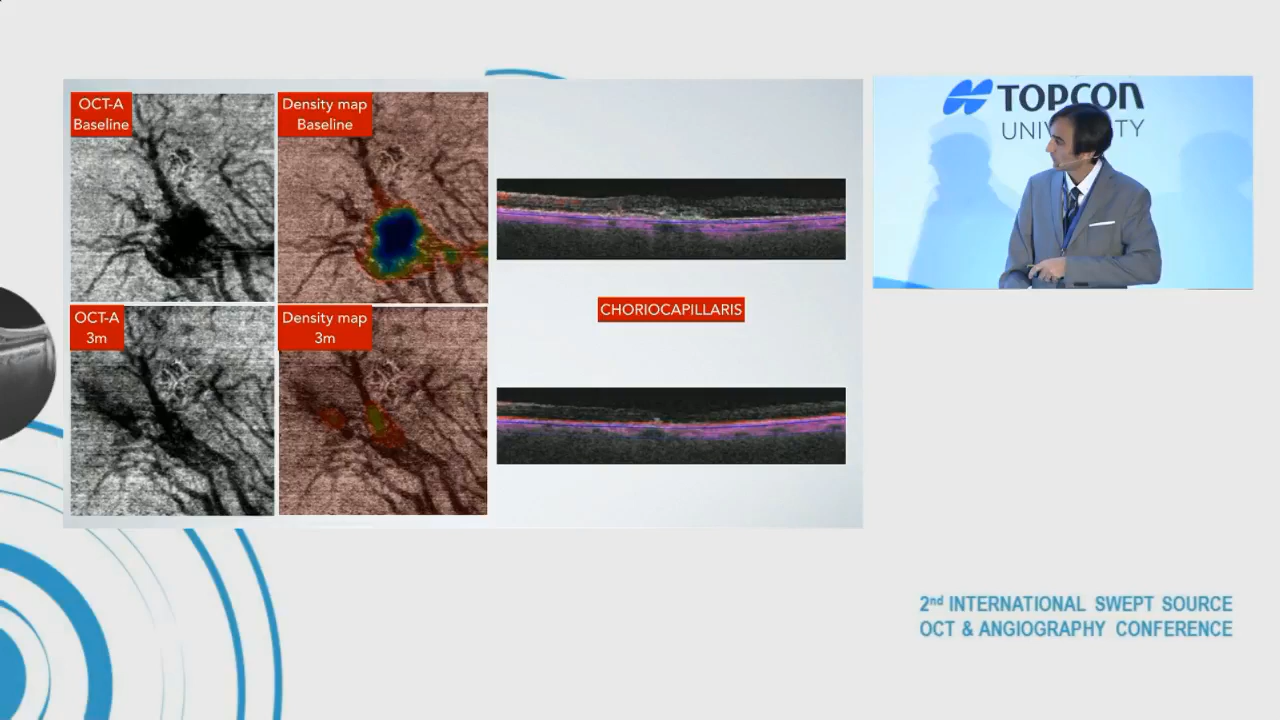 OCT-A
Baseline
Density map
Baseline
OCT-A
3m
Density map
3m
CHORIOCAPILLARIS
TOPCON
UNIVERSITY
2nd INTERNATIONAL SWEPT SOURCE
OCT & ANGIOGRAPHY CONFERENCE